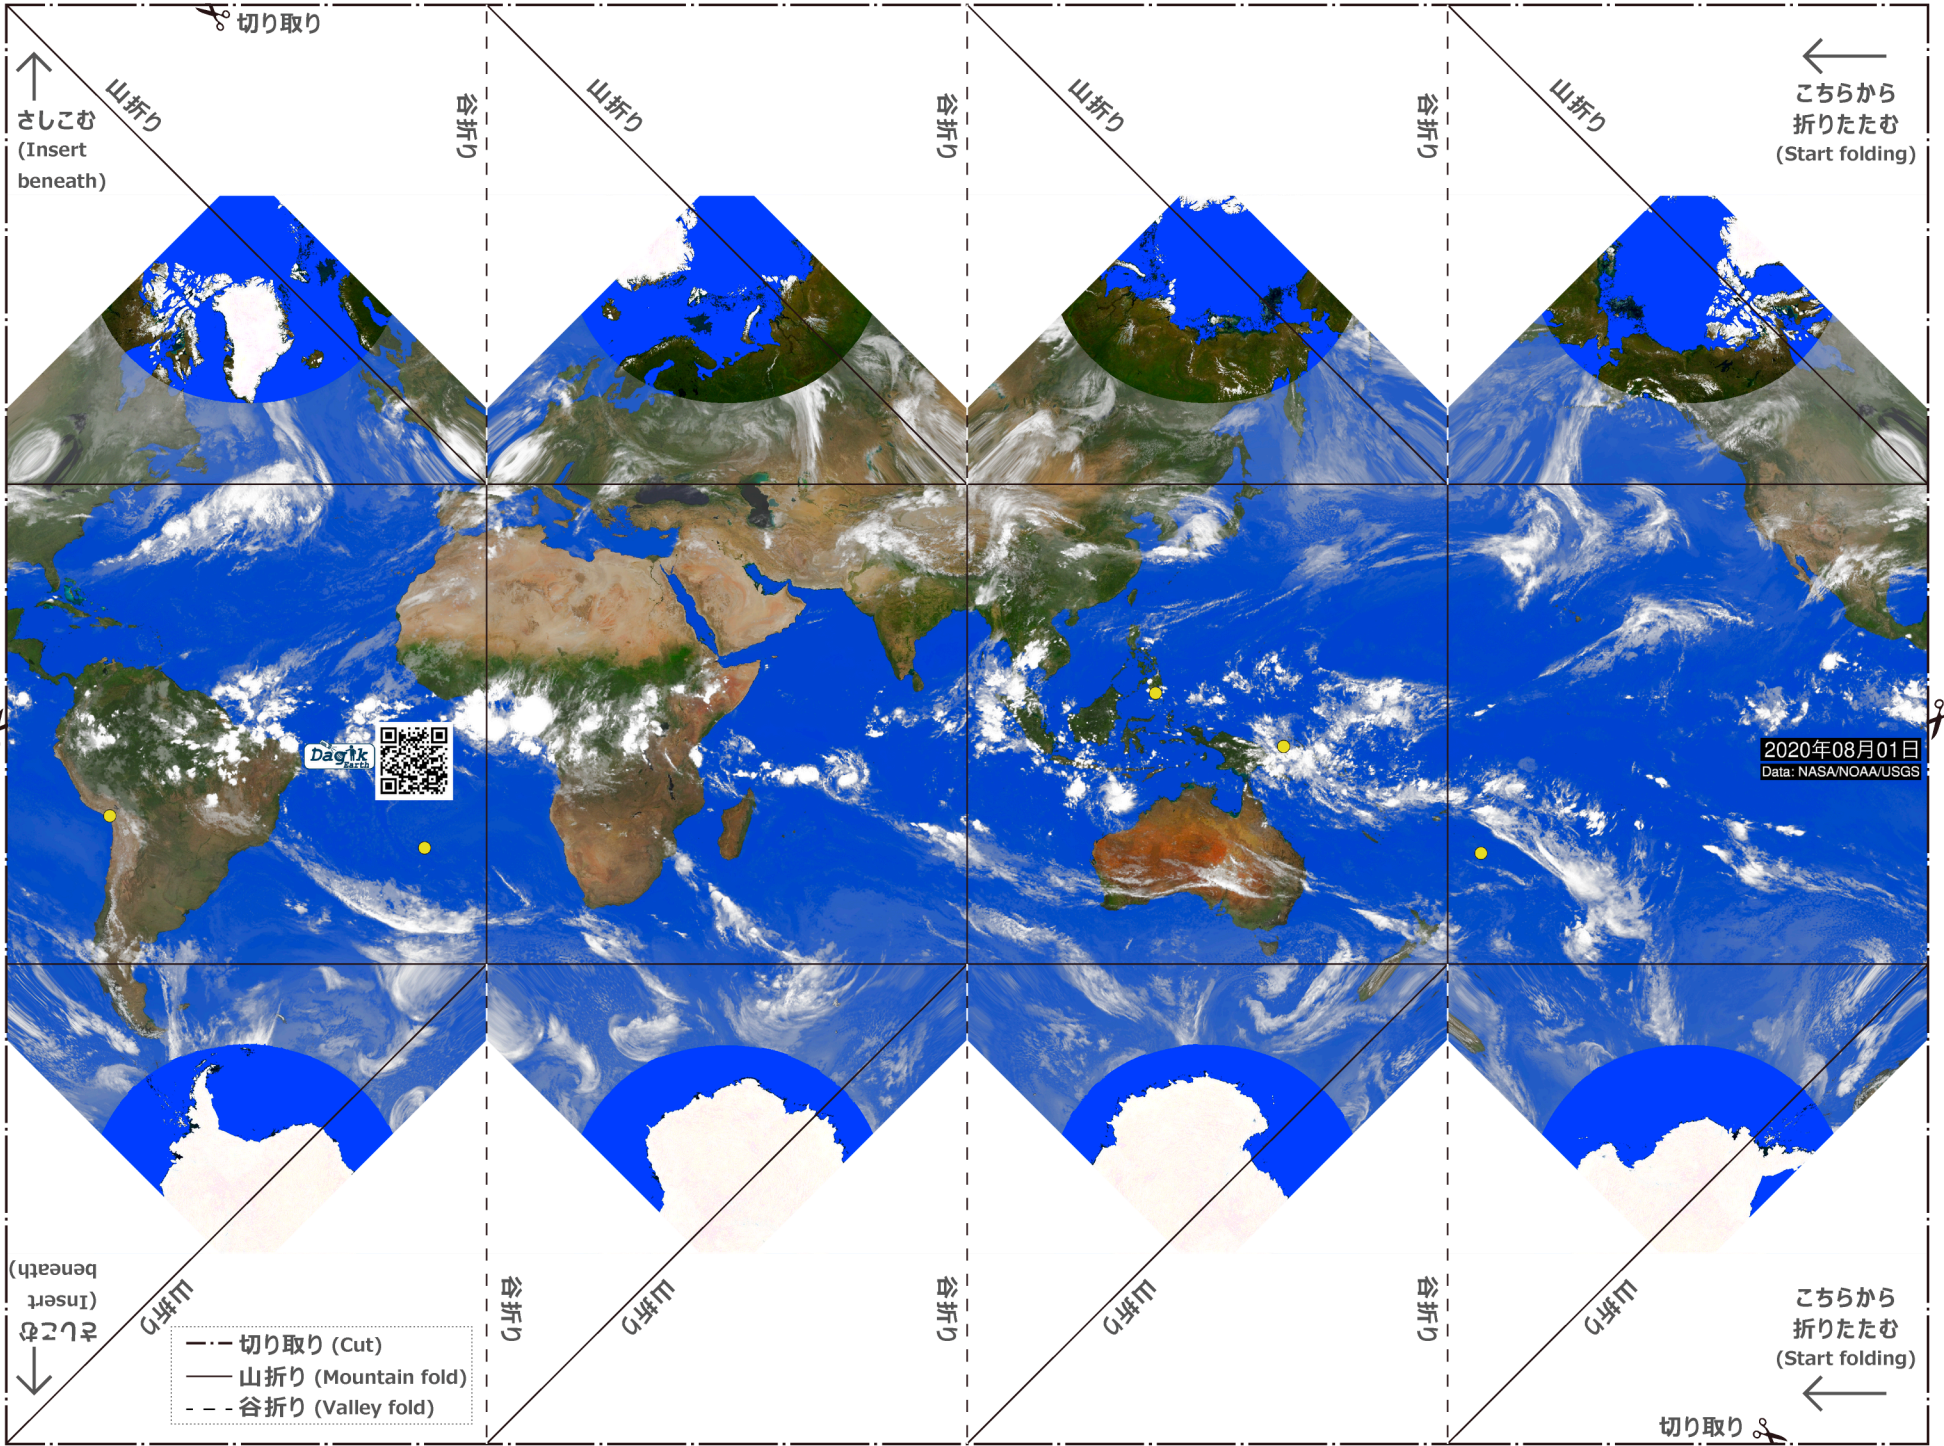 切り取り
山折り
谷折り
山折り
谷折り
山折り
谷折り
山折り
さしこむ
(Insert
beneath)
こちらから
折りたたむ
(Start folding)
Dagik
Earth
2020年08月01日
Data: NASA/NOAA/USGS
さしこむ
(Insert
beneath)
山折り
谷折り
山折り
谷折り
山折り
谷折り
山折り
こちらから
折りたたむ
(Start folding)
切り取り (Cut)
山折り (Mountain fold)
谷折り (Valley fold)
切り取り